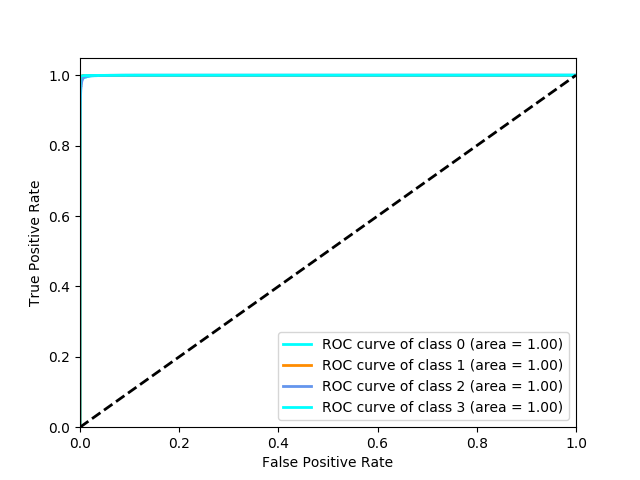 1.0
0.8
0.6
0.4
0.2
0.0
True Positive Rate
ROC curve of class 0 (area = 1.00)
ROC curve of class 1 (area = 1.00)
ROC curve of class 2 (area = 1.00)
ROC curve of class 3 (area = 1.00)
0.0 0.2 0.4 0.6 0.8 1.0
False Positive Rate